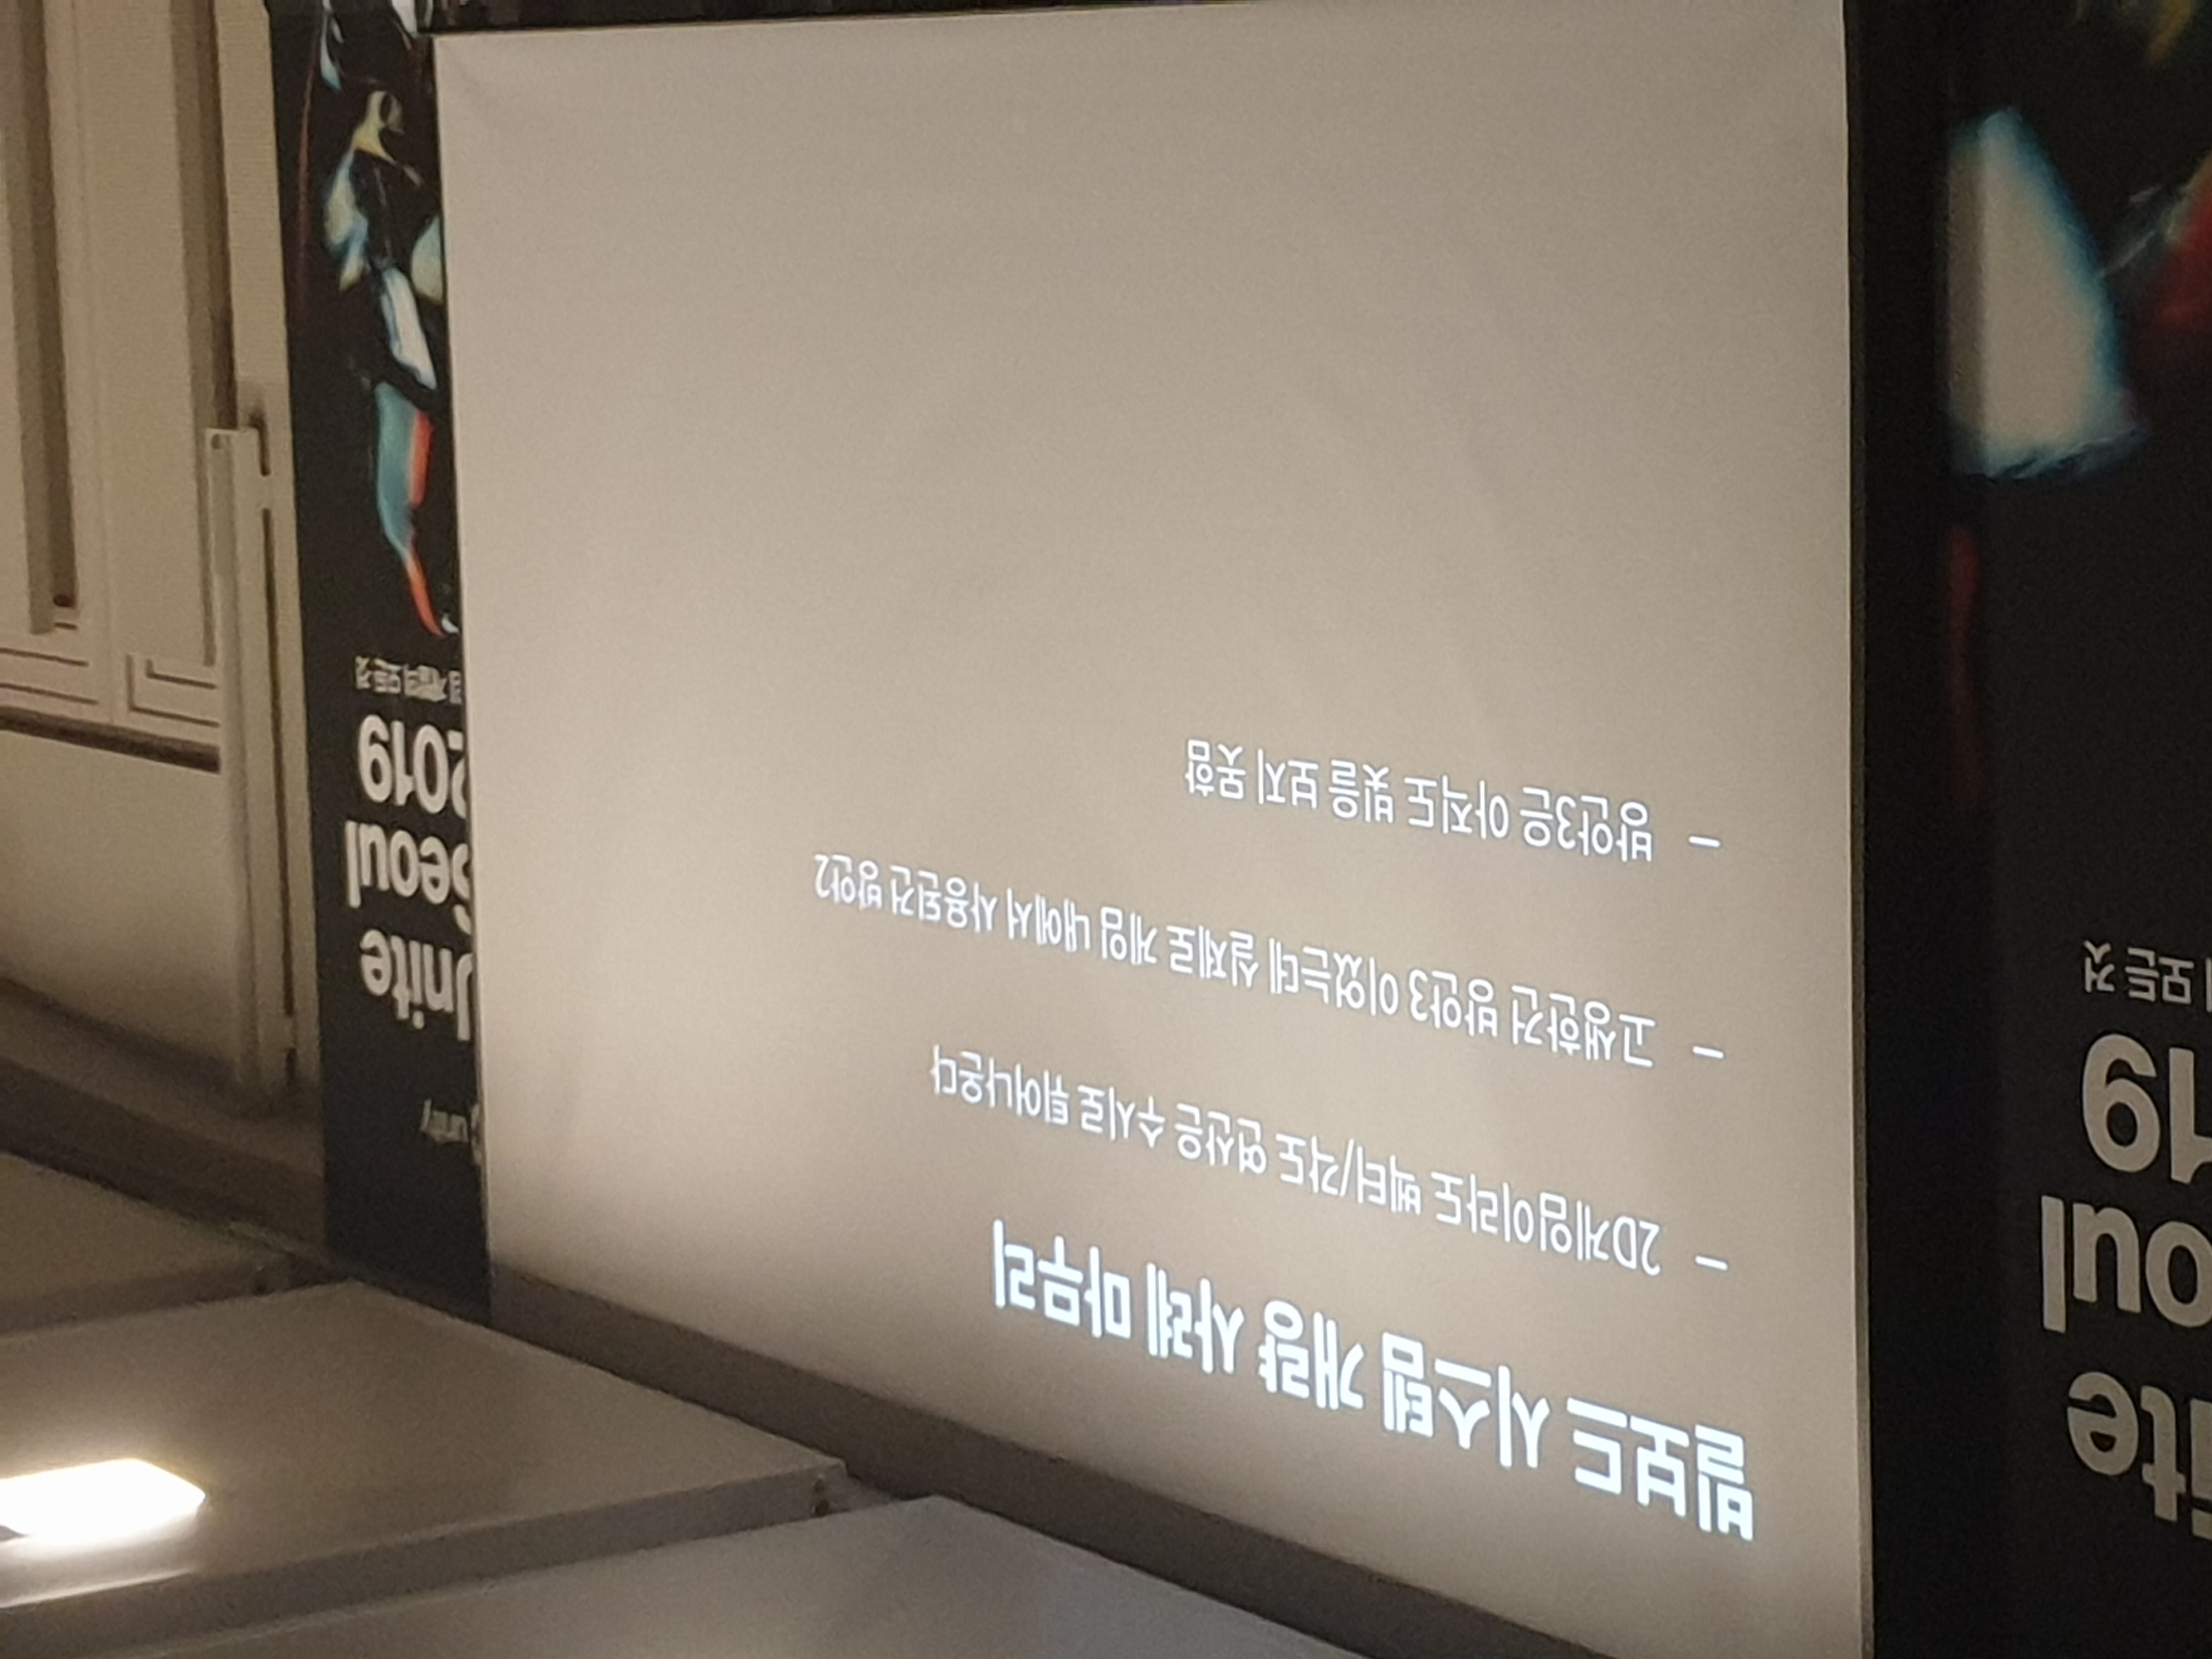 빌보드 시스템 개량 사례 마무리
– 2D게임이라도 벡터/각도 연산은 수시로 튀어나온다
– 고생한건 방안3 이었는데 실제로 게임 내에서 사용된건 방안2
– 방안3은 아직도 빛을 보지 못함
ite
oul
19
모든 것
unity
Unite
Seoul
2019
모든 것